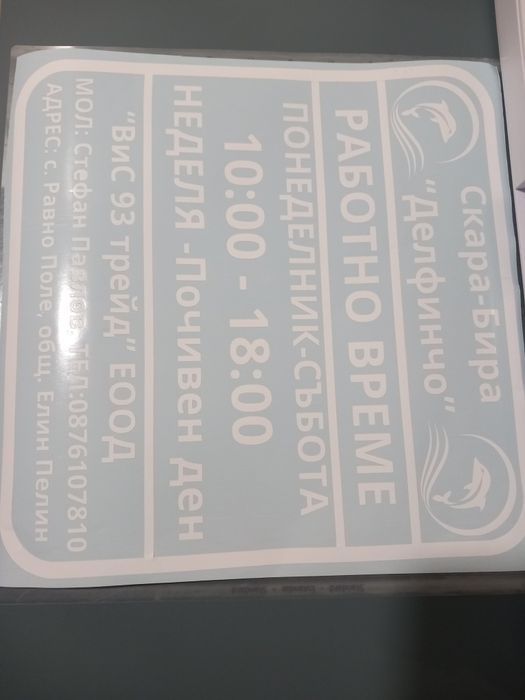 Скара-Бира
"Делфинчо"
РАБОТНО ВРЕМЕ
ПОНЕДЕЛНИК-СЪБОТА
10:00 - 18:00
НЕДЕЛЯ -Почивен ден
"ВиС 93 трейд" ЕООД
МОЛ: Стефан Павлов. ТЕЛ:0876107810
АДРЕС: с. Равно Поле, общ. Елин Пелин